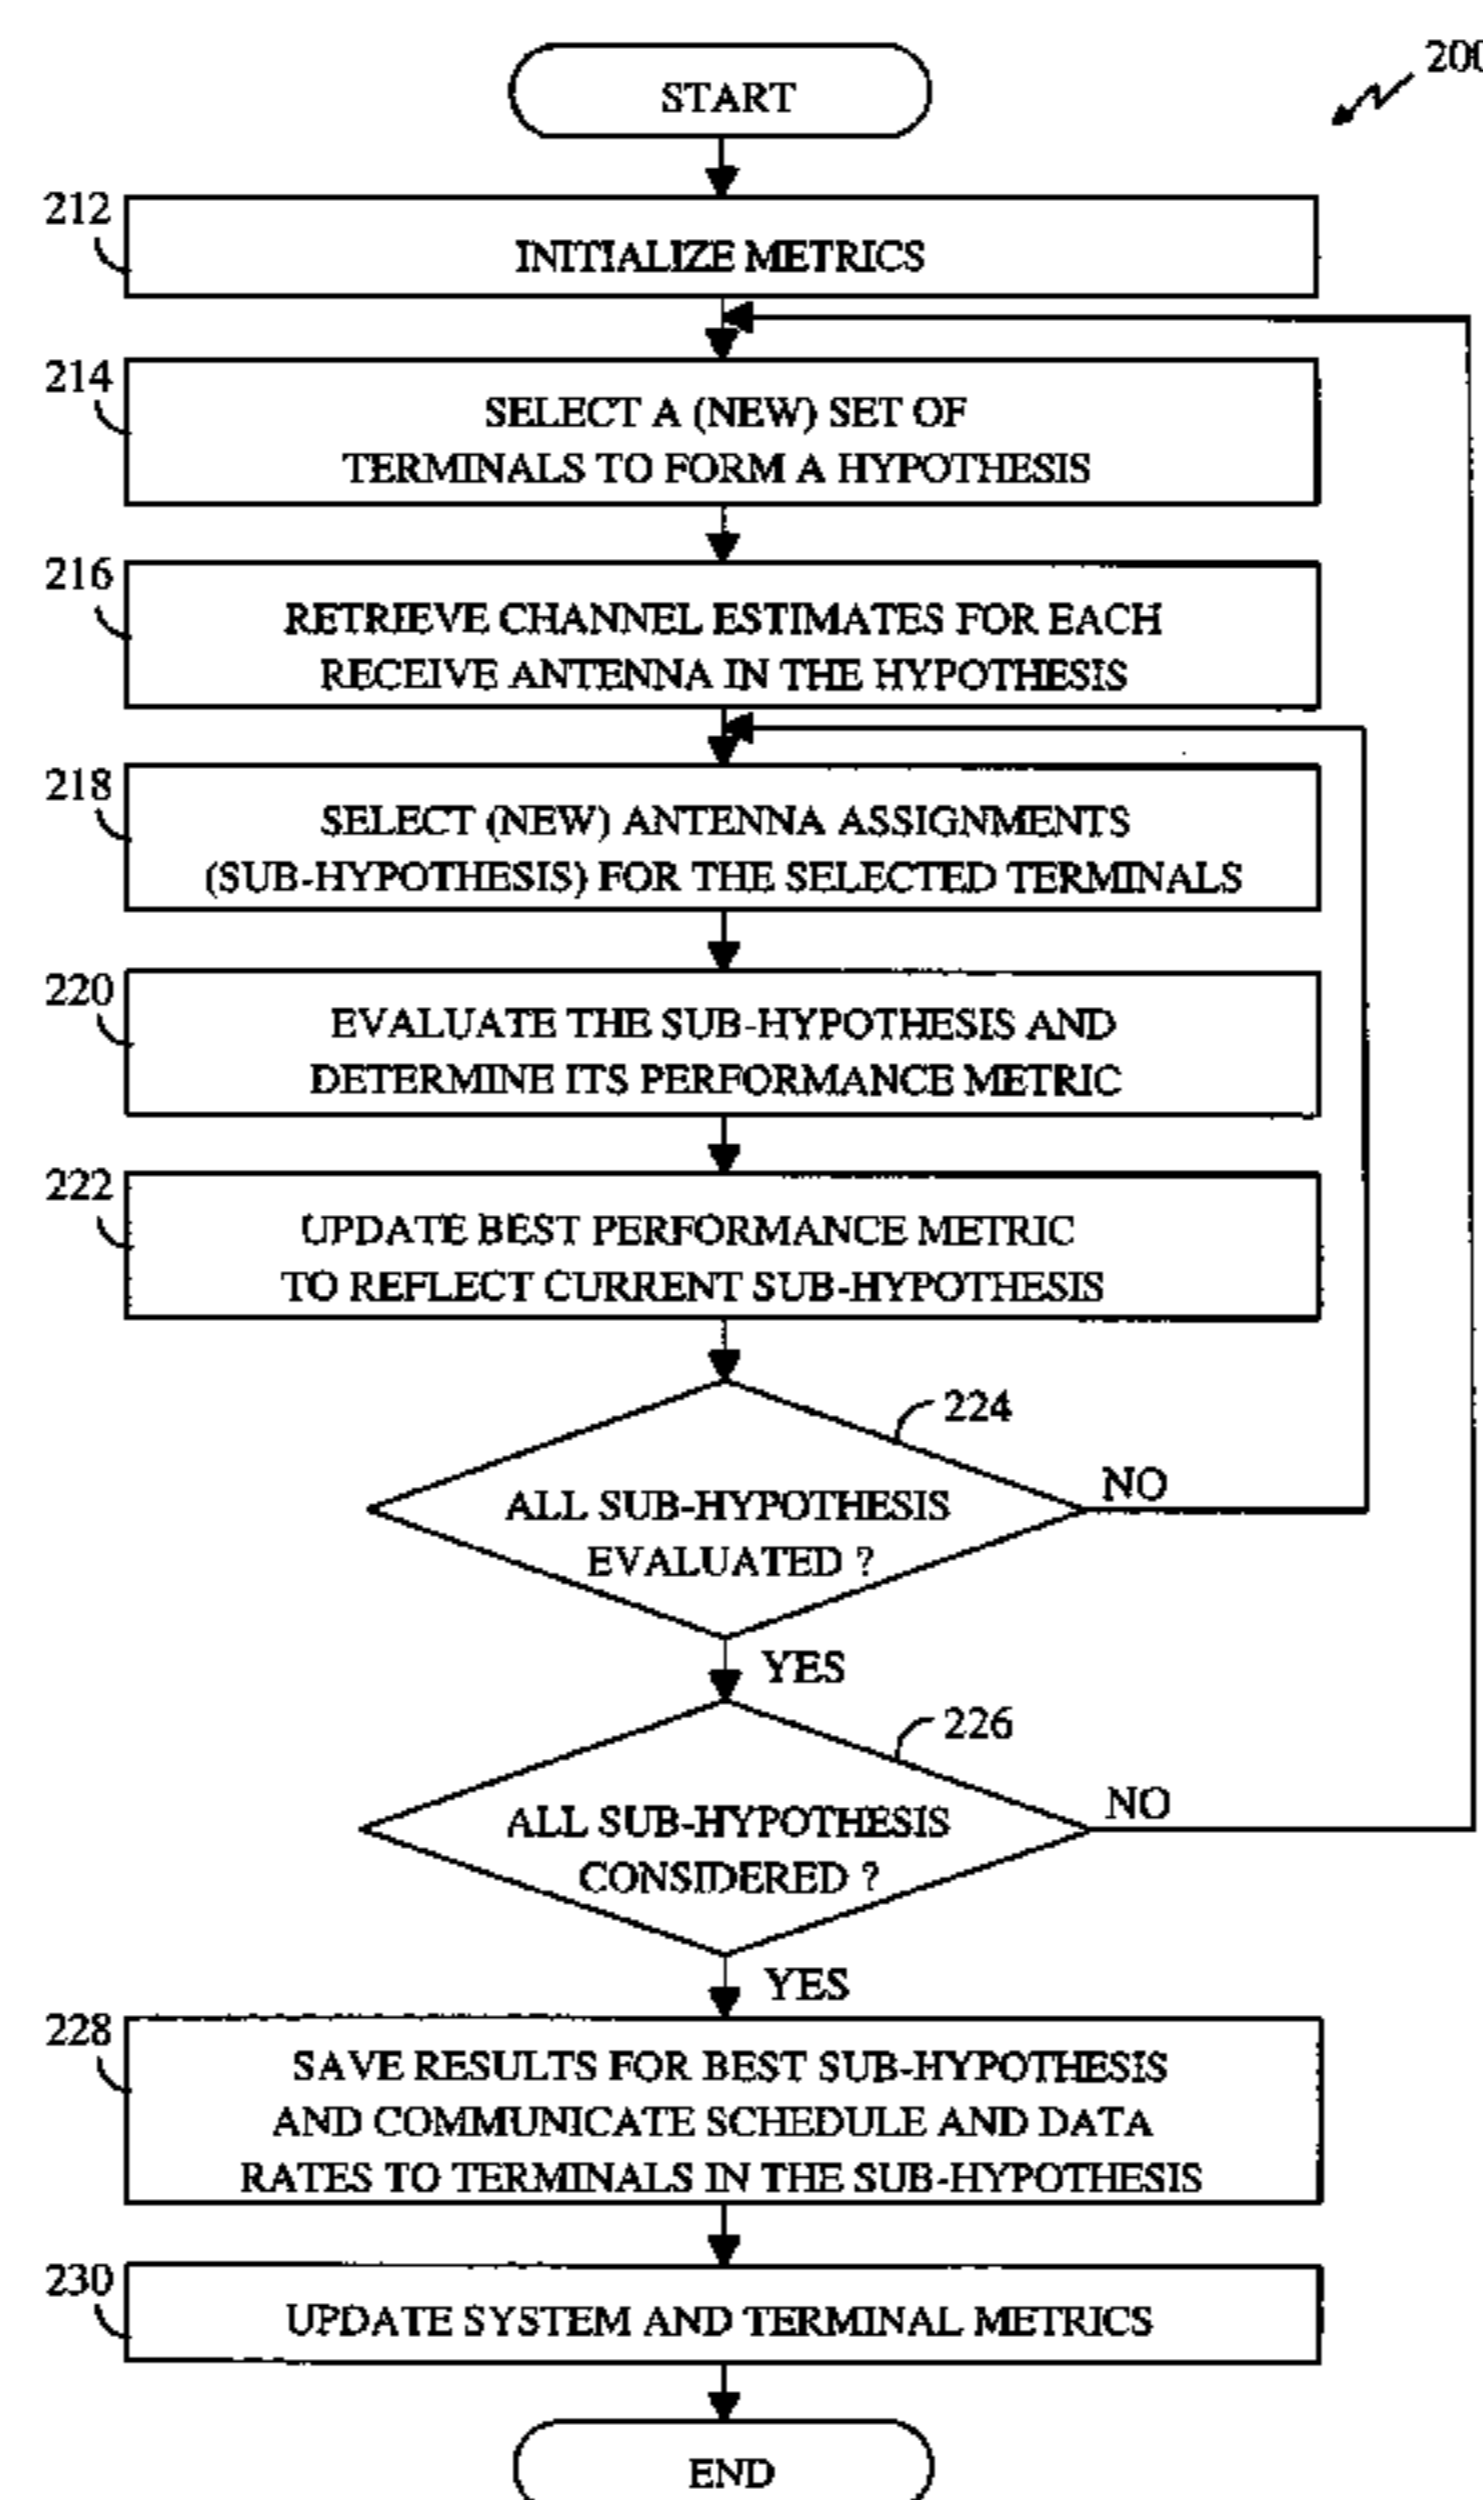 START
200
212
INITIALIZE METRICS
214
SELECT A (NEW) SET OF
TERMINALS TO FORM A HYPOTHESIS
216
RETRIEVE CHANNEL ESTIMATES FOR EACH
RECEIVE ANTENNA IN THE HYPOTHESIS
218
SELECT (NEW) ANTENNA ASSIGNMENTS
(SUB-HYPOTHESIS) FOR THE SELECTED TERMINALS
220
EVALUATE THE SUB-HYPOTHESIS AND
DETERMINE ITS PERFORMANCE METRIC
222
UPDATE BEST PERFORMANCE METRIC
TO REFLECT CURRENT SUB-HYPOTHESIS
224
NO
ALL SUB-HYPOTHESIS
EVALUATED ?
YES
226
NO
ALL SUB-HYPOTHESIS
CONSIDERED ?
YES
228
SAVE RESULTS FOR BEST SUB-HYPOTHESIS
AND COMMUNICATE SCHEDULE AND DATA
RATES TO TERMINALS IN THE SUB-HYPOTHESIS
230
UPDATE SYSTEM AND TERMINAL METRICS
END